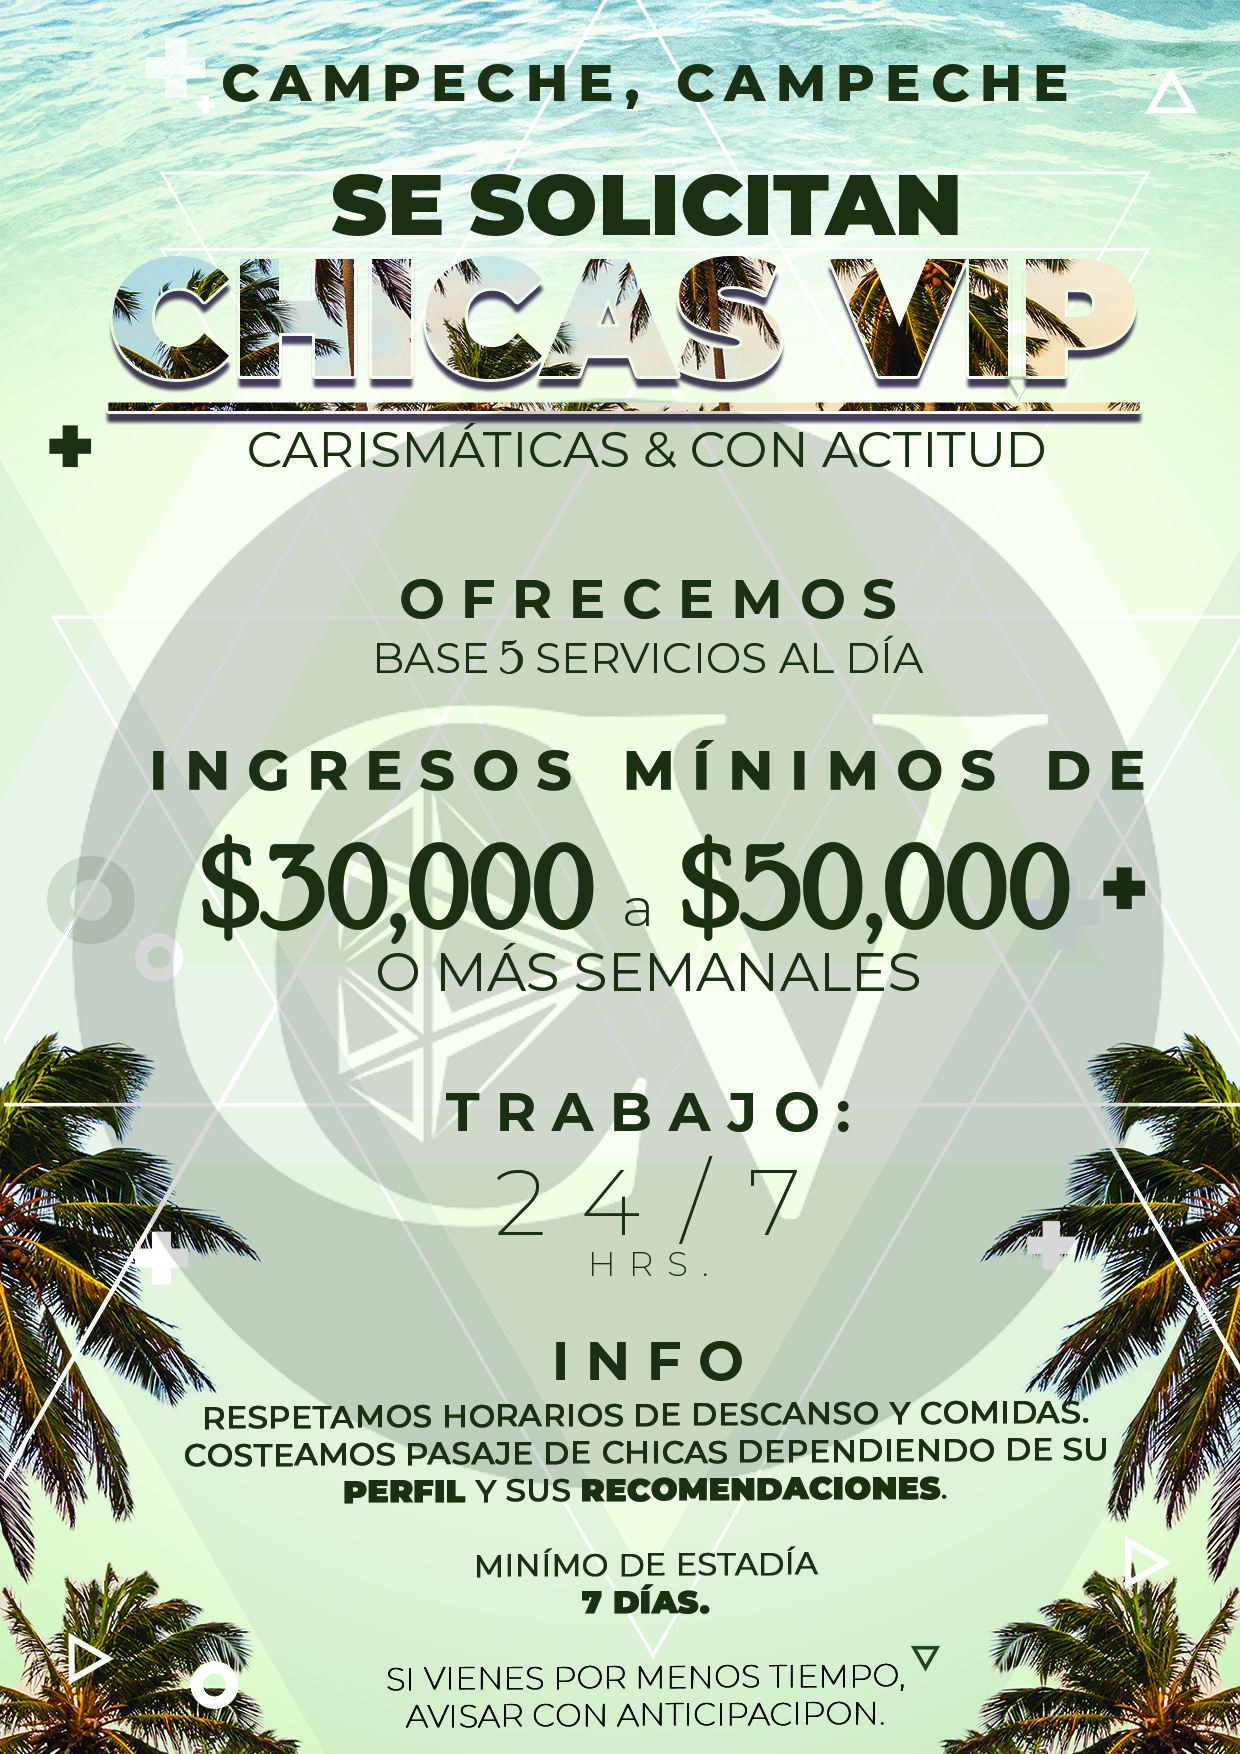 CAMPECHE, CAMPECHE
SE SOLICITAN
CHICAS VIP
CARISMÁTICAS & CON ACTITUD
OFRECEMOS
BASE 5 SERVICIOS AL DÍA
INGRESOS MÍNIMOS DE
$30,000 a $50,000 +
O MÁS SEMANALES
TRABAJO:
24/7
HRS.
INFO
RESPETAMOS HORARIOS DE DESCANSO Y COMIDAS.
COSTEAMOS PASAJE DE CHICAS DEPENDIENDO DE SU
PERFIL Y SUS RECOMENDACIONES.
MINÍMO DE ESTADÍA
7 DÍAS.
SI VIENES POR MENOS TIEMPO,
AVISAR CON ANTICIPACIPON.
CV